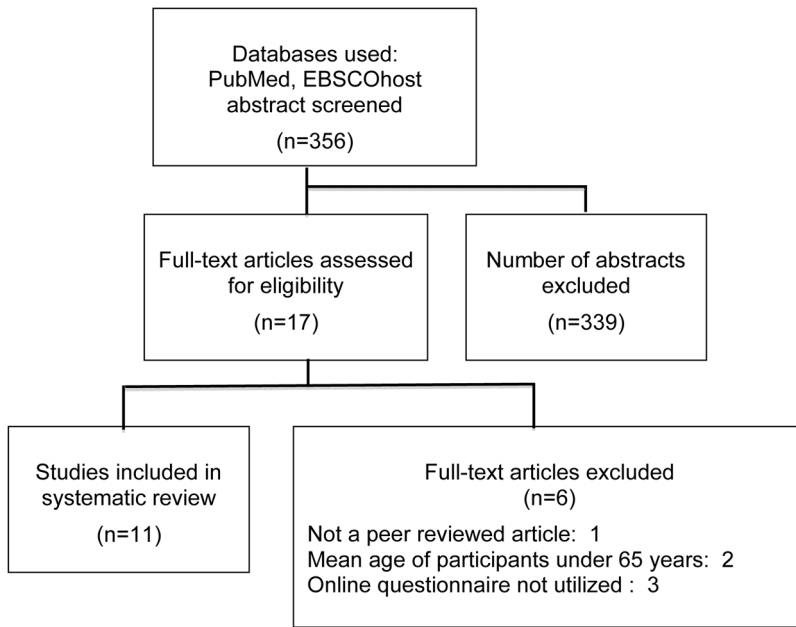 Databases used:
PubMed, EBSCOhost
abstract screened
(n=356)
Full-text articles assessed
for eligibility
(n=17)
Number of abstracts
excluded
(n=339)
Studies included in
systematic review
(n=11)
Full-text articles excluded
(n=6)
Not a peer reviewed article: 1
Mean age of participants under 65 years: 2
Online questionnaire not utilized : 3